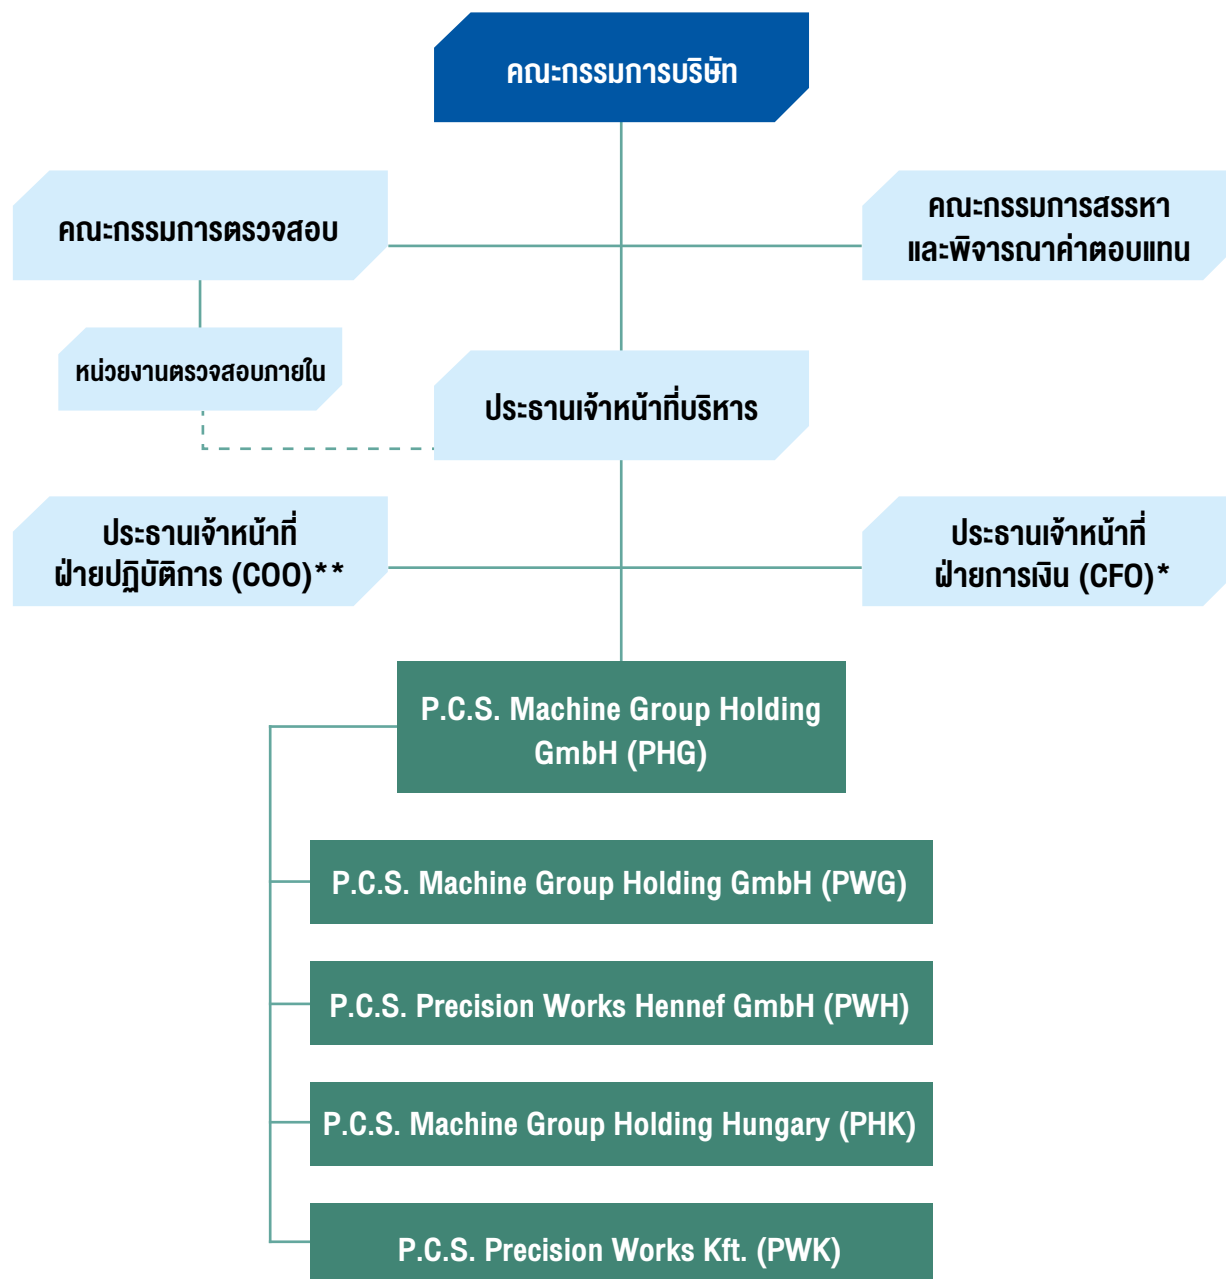 คณะกรรมการบริษัท
คณะกรรมการตรวจสอบ
คณะกรรมการสรรหา
และพิจารณาค่าตอบแทน
หน่วยงานตรวจสอบภายใน
ประธานเจ้าหน้าที่บริหาร
ประธานเจ้าหน้าที่
ฝ่ายปฏิบัติการ (COO)**
ประธานเจ้าหน้าที่
ฝ่ายการเงิน (CFO)*
P.C.S. Machine Group Holding
GmbH (PHG)
P.C.S. Machine Group Holding GmbH (PWG)
P.C.S. Precision Works Hennef GmbH (PWH)
P.C.S. Machine Group Holding Hungary (PHK)
P.C.S. Precision Works Kft. (PWK)